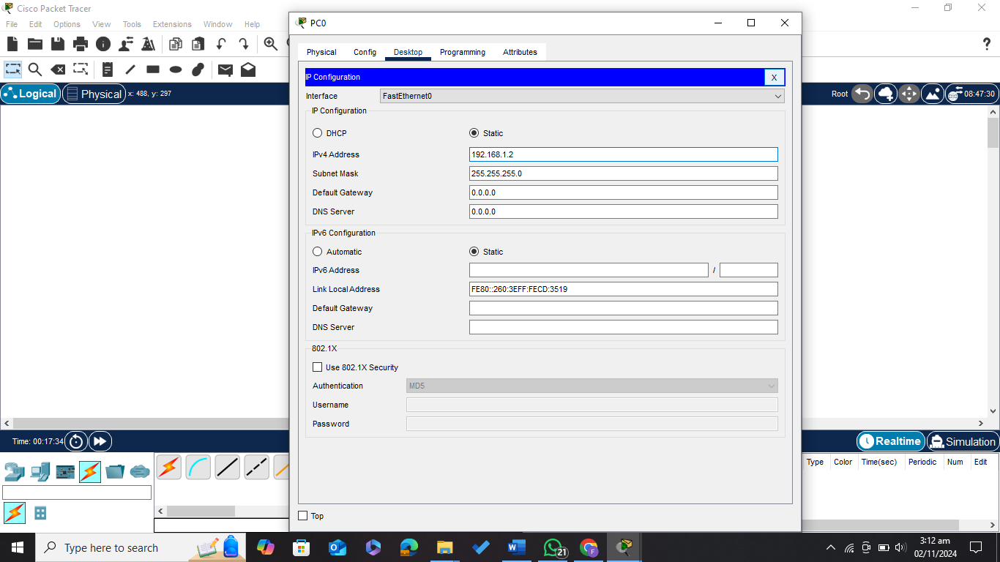 Cisco Packet Tracer
File Edit Options View Tools Extensions Window Help
PC0
Physical Config Desktop Programming Attributes
IP Configuration X
Logical Physical x: 488, y: 297
Root 08:47:30
Interface FastEthernet0
IP Configuration
DHCP Static
IPv4 Address 192.168.1.2
Subnet Mask 255.255.255.0
Default Gateway 0.0.0.0
DNS Server 0.0.0.0
IPv6 Configuration
Automatic Static
IPv6 Address /
Link Local Address FE80::260:3EFF:FECD:3519
Default Gateway
DNS Server
802.1X
Use 802.1X Security
Authentication MD5
Username
Password
Top
Time: 00:17:34
Realtime Simulation
Type Color Time(sec) Periodic Num Edit
Type here to search
21
F
3:12 am
02/11/2024